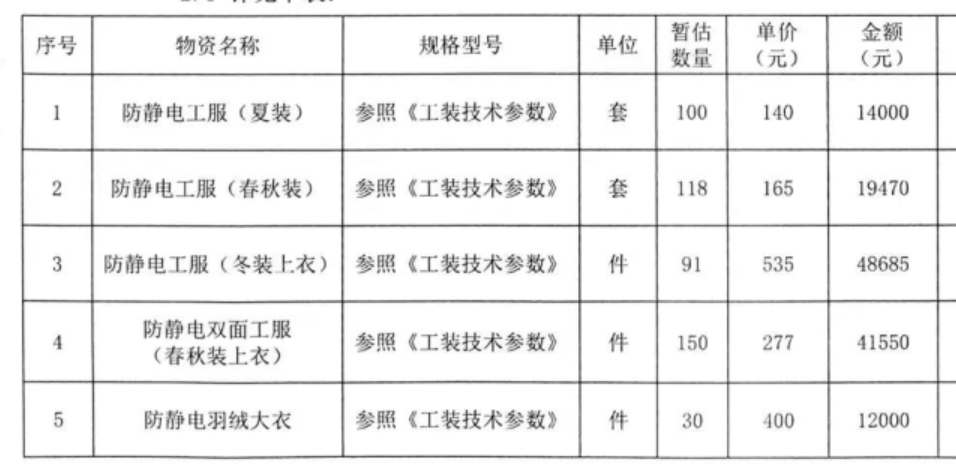 序号 物资名称 规格型号 单位 暂估数量 单价（元） 金额（元）
1 防静电工服（夏装） 参照《工装技术参数》 套 100 140 14000
2 防静电工服（春秋装） 参照《工装技术参数》 套 118 165 19470
3 防静电工服（冬装上衣） 参照《工装技术参数》 件 91 535 48685
4 防静电双面工服（春秋装上衣） 参照《工装技术参数》 件 150 277 41550
5 防静电羽绒大衣 参照《工装技术参数》 件 30 400 12000